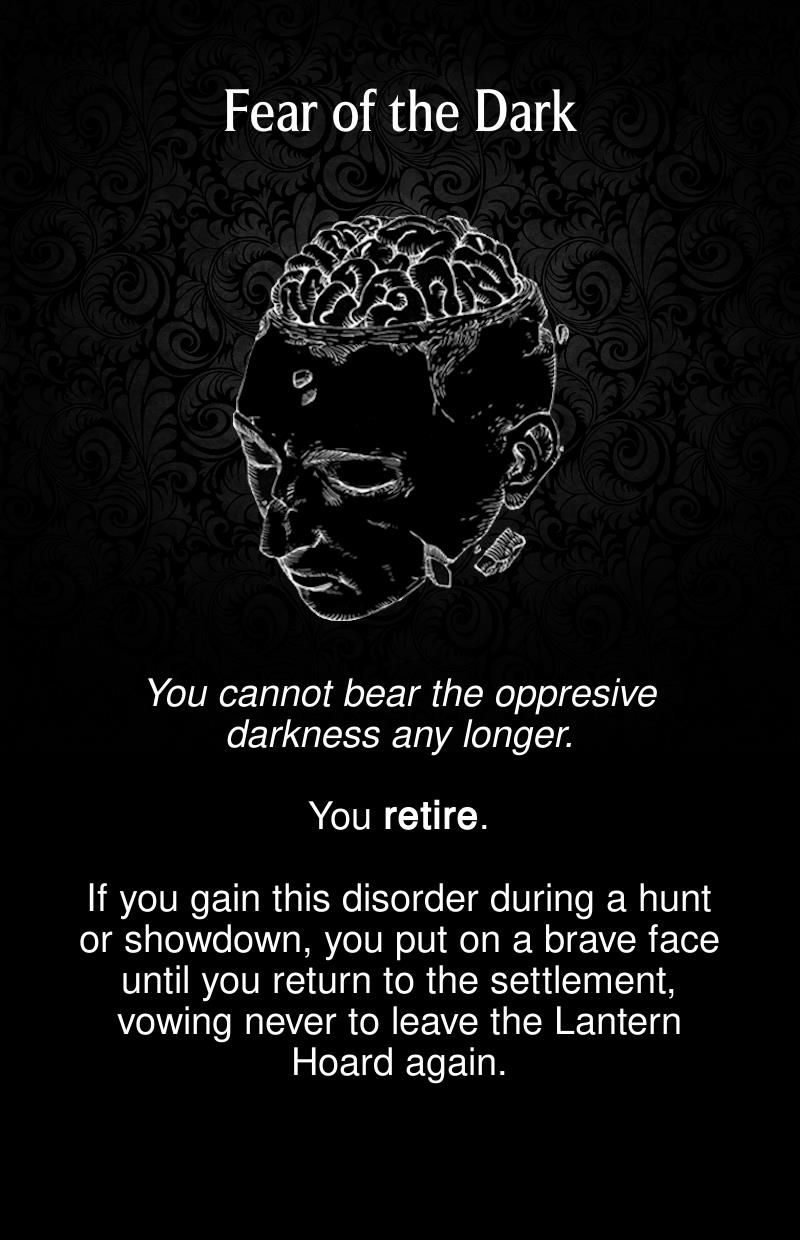 Fear of the Dark
You cannot bear the oppresive
darkness any longer.
You retire.
If you gain this disorder during a hunt
or showdown, you put on a brave face
until you return to the settlement,
vowing never to leave the Lantern
Hoard again.